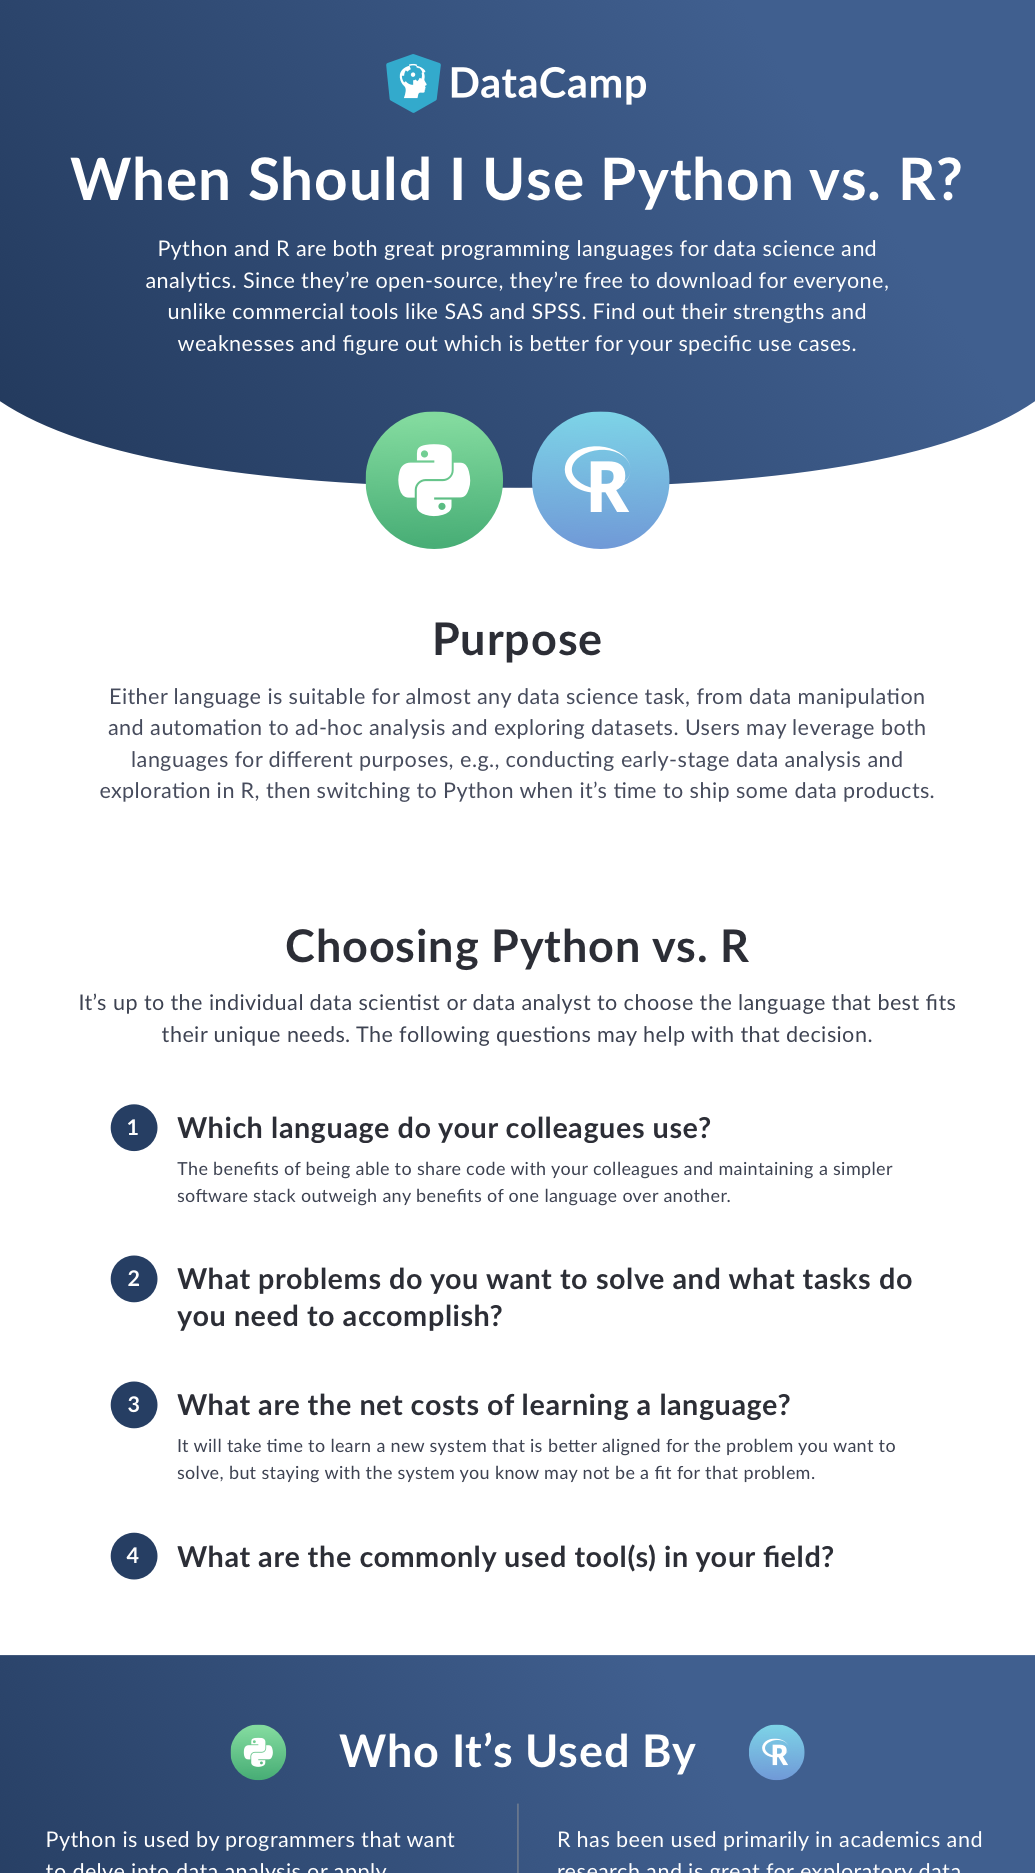 DataCamp
When Should I Use Python vs. R?
Python and R are both great programming languages for data science and
analytics. Since they’re open-source, they’re free to download for everyone,
unlike commercial tools like SAS and SPSS. Find out their strengths and
weaknesses and figure out which is better for your specific use cases.
R
Purpose
Either language is suitable for almost any data science task, from data manipulation
and automation to ad-hoc analysis and exploring datasets. Users may leverage both
languages for different purposes, e.g., conducting early-stage data analysis and
exploration in R, then switching to Python when it’s time to ship some data products.
Choosing Python vs. R
It’s up to the individual data scientist or data analyst to choose the language that best fits
their unique needs. The following questions may help with that decision.
1 Which language do your colleagues use?
The benefits of being able to share code with your colleagues and maintaining a simpler
software stack outweigh any benefits of one language over another.
2 What problems do you want to solve and what tasks do
you need to accomplish?
3 What are the net costs of learning a language?
It will take time to learn a new system that is better aligned for the problem you want to
solve, but staying with the system you know may not be a fit for that problem.
4 What are the commonly used tool(s) in your field?
Who It’s Used By R
Python is used by programmers that want
to delve into data analysis or apply
R has been used primarily in academics and
research and is great for exploratory data